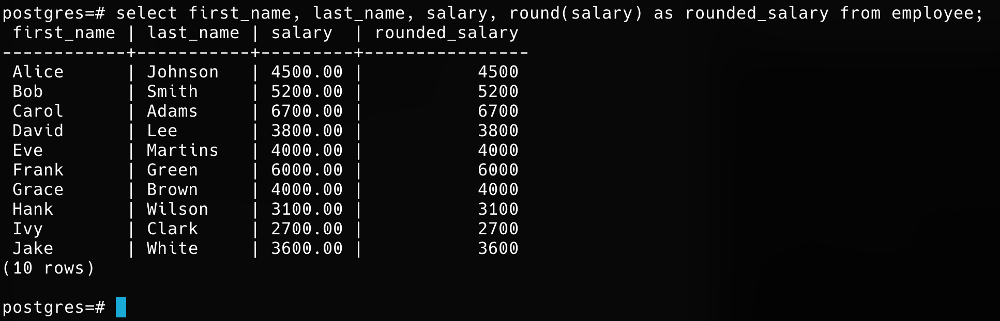 postgres=# select first_name, last_name, salary, round(salary) as rounded_salary from employee;
 first_name | last_name | salary  | rounded_salary
------------+-----------+---------+----------------
 Alice      | Johnson   | 4500.00 |           4500
 Bob        | Smith     | 5200.00 |           5200
 Carol      | Adams     | 6700.00 |           6700
 David      | Lee       | 3800.00 |           3800
 Eve        | Martins   | 4000.00 |           4000
 Frank      | Green     | 6000.00 |           6000
 Grace      | Brown     | 4000.00 |           4000
 Hank       | Wilson    | 3100.00 |           3100
 Ivy        | Clark     | 2700.00 |           2700
 Jake       | White     | 3600.00 |           3600
(10 rows)
postgres=#